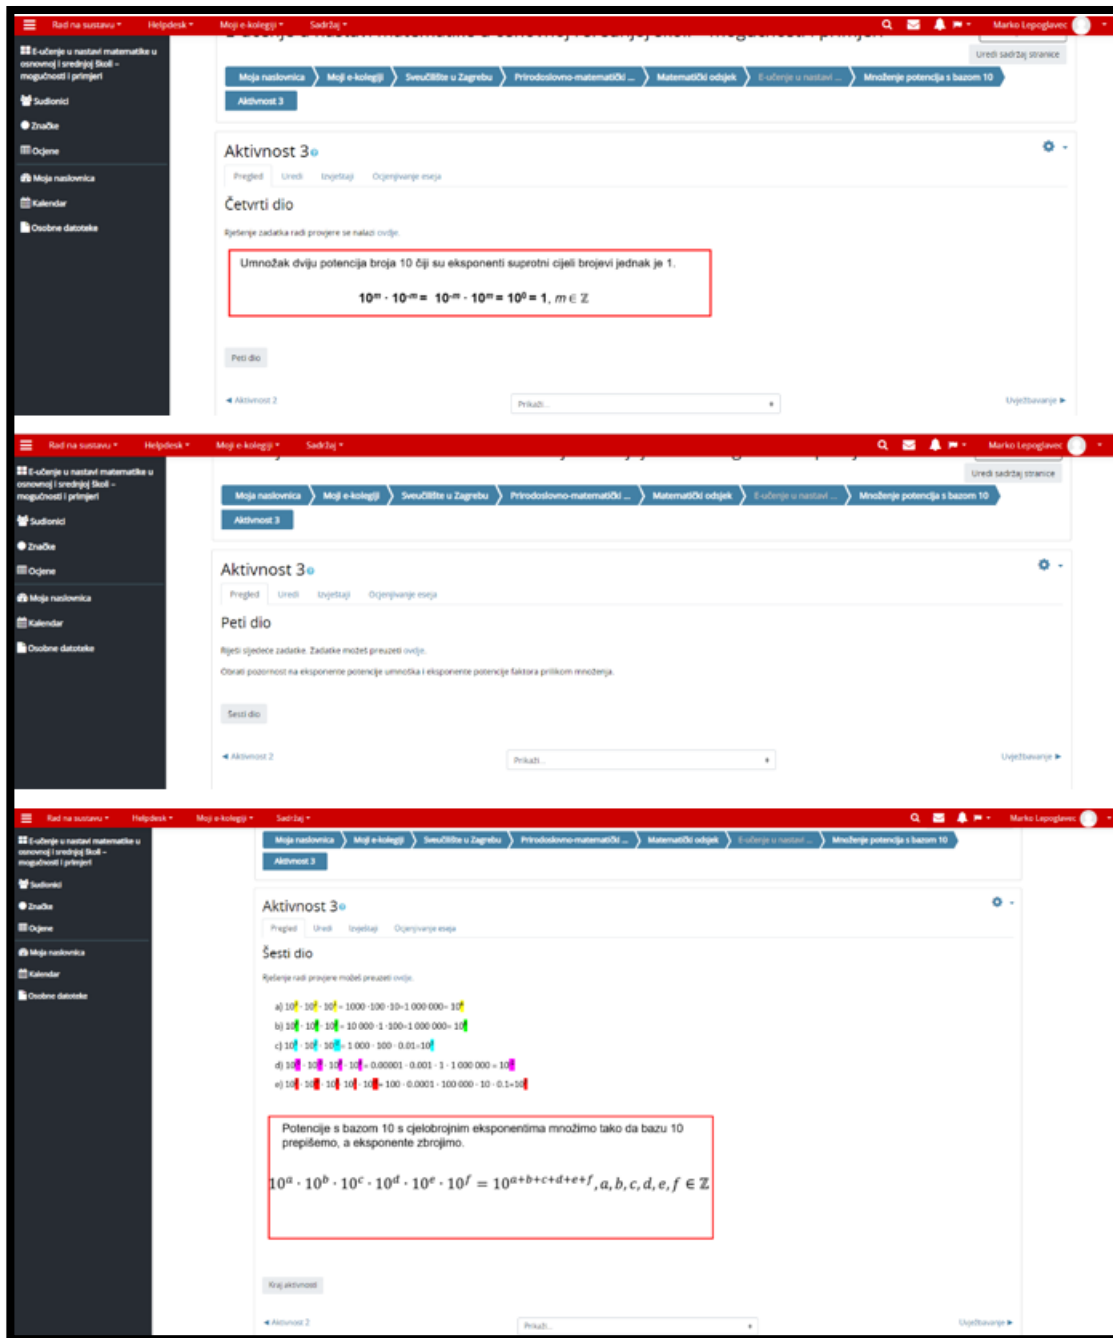 Rad na sustavu Helpdesk Moji e-kolegiji Sadržaj Marko Lepoglavec
Uredi sadržaj stranice
E-učenje u nastavi matematike u
osnovnoj i srednjoj školi –
mogućnosti i primjeri
Sudionici
Značke
Ocjene
Moja naslovnica
Kalendar
Osobne datoteke
Moja naslovnica Moji e-kolegiji Sveučilište u Zagrebu Prirodoslovno-matematički ... Matematički odsjek E-učenje u nastavi ... Množenje potencija s bazom 10
Aktivnost 3
Aktivnost 3
Pregled Uredi Izvještaji Ocjenjivanje eseja
Četvrti dio
Rješenje zadatka radi provjere se nalazi ovdje.
Umnožak dviju potencija broja 10 čiji su eksponenti suprotni cijeli brojevi jednak je 1.
10ᵐ · 10⁻ᵐ = 10⁻ᵐ · 10ᵐ = 10⁰ = 1, m ∈ ℤ
Peti dio
◄ Aktivnost 2 Prikaži... Uvježbavanje ►
Rad na sustavu Helpdesk Moji e-kolegiji Sadržaj Marko Lepoglavec
Uredi sadržaj stranice
E-učenje u nastavi matematike u
osnovnoj i srednjoj školi –
mogućnosti i primjeri
Sudionici
Značke
Ocjene
Moja naslovnica
Kalendar
Osobne datoteke
Moja naslovnica Moji e-kolegiji Sveučilište u Zagrebu Prirodoslovno-matematički ... Matematički odsjek E-učenje u nastavi ... Množenje potencija s bazom 10
Aktivnost 3
Aktivnost 3
Pregled Uredi Izvještaji Ocjenjivanje eseja
Peti dio
Riješi sljedeće zadatke. Zadatke možeš preuzeti ovdje.
Obrati pozornost na eksponente potencije umnoška i eksponente potencije faktora prilikom množenja.
Šesti dio
◄ Aktivnost 2 Prikaži... Uvježbavanje ►
Rad na sustavu Helpdesk Moji e-kolegiji Sadržaj Marko Lepoglavec
E-učenje u nastavi matematike u
osnovnoj i srednjoj školi –
mogućnosti i primjeri
Sudionici
Značke
Ocjene
Moja naslovnica
Kalendar
Osobne datoteke
Moja naslovnica Moji e-kolegiji Sveučilište u Zagrebu Prirodoslovno-matematički ... Matematički odsjek E-učenje u nastavi ... Množenje potencija s bazom 10
Aktivnost 3
Aktivnost 3
Pregled Uredi Izvještaji Ocjenjivanje eseja
Šesti dio
Rješenje radi provjere možeš preuzeti ovdje.
a) = 1000 ·100 ·10=1 000 000=
b) = 10 000 ·1 ·100=1 000 000=
c) = 1 000 · 100 · 0.01=
d) = 0.00001 · 0.001 · 1 · 1 000 000 =
e) = 100 · 0.0001 · 100 000 · 10 · 0.1=
Potencije s bazom 10 s cjelobrojnim eksponentima množimo tako da bazu 10
prepišemo, a eksponente zbrojimo.
10ᵃ · 10ᵇ · 10ᶜ · 10ᵈ · 10ᵉ · 10ᶠ = 10ᵃ⁺ᵇ⁺ᶜ⁺ᵈ⁺ᵉ⁺ᶠ, a, b, c, d, e, f ∈ ℤ
Kraj aktivnosti
◄ Aktivnost 2 Prikaži... Uvježbavanje ►